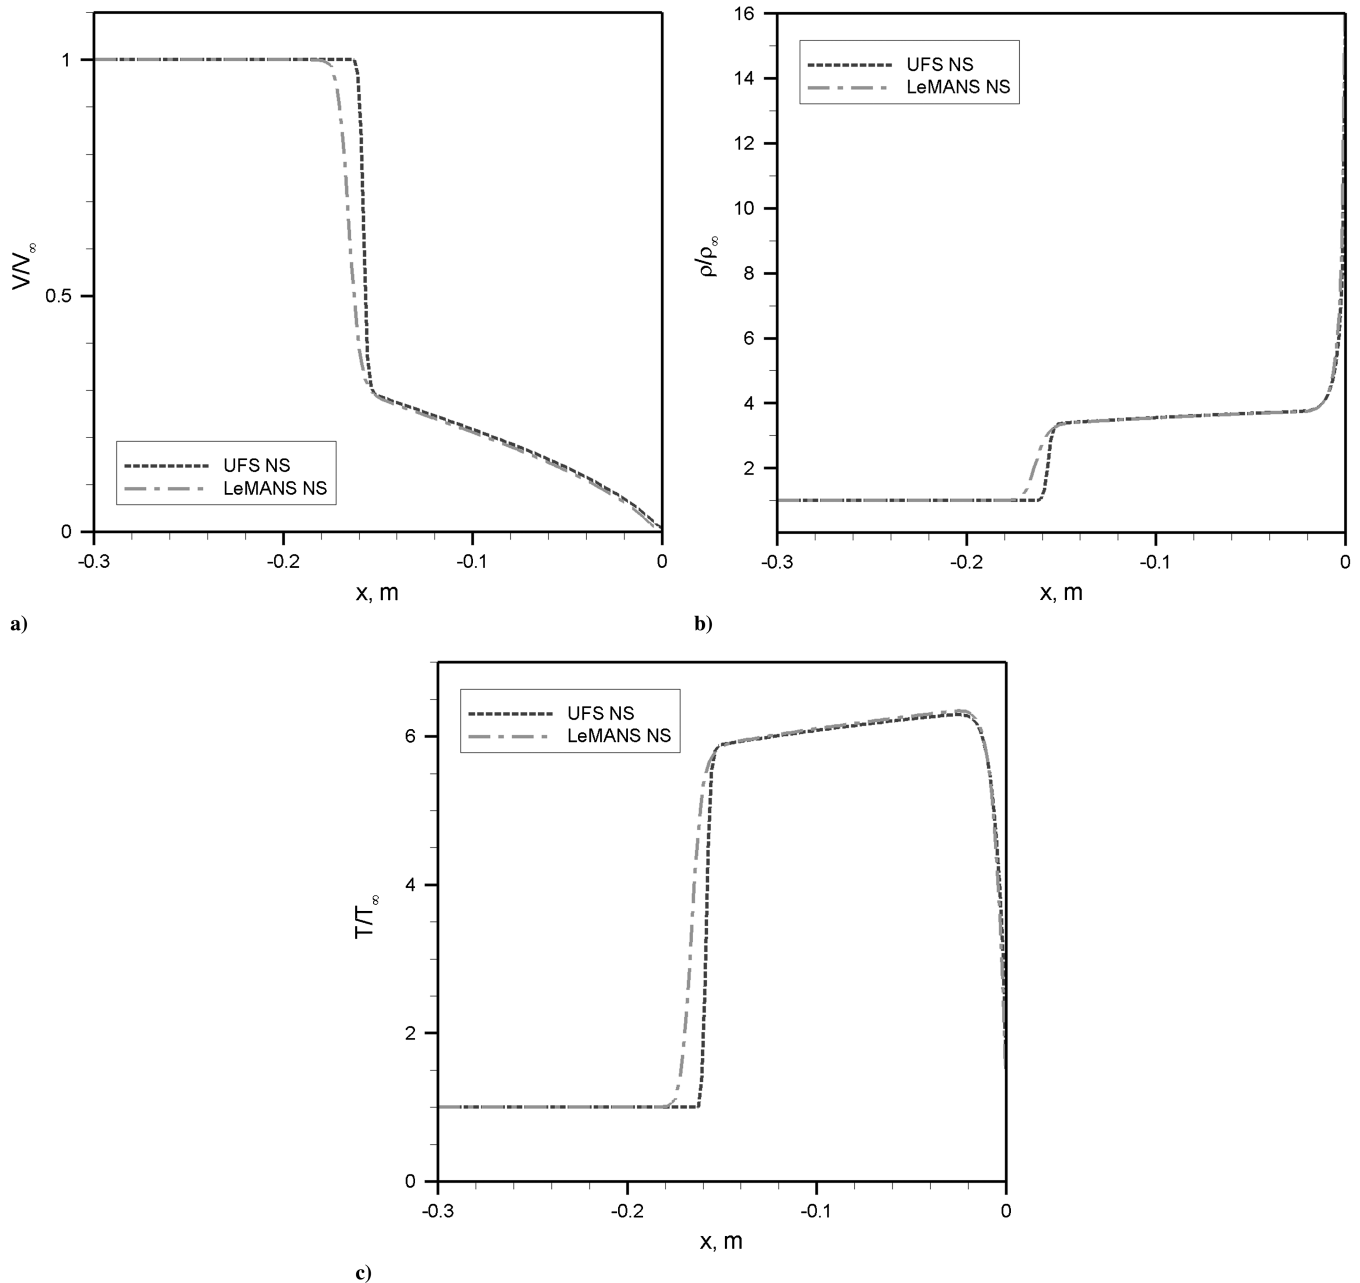 1
0.5
0
V/V∞
UFS NS
LeMANS NS
-0.3
-0.2
-0.1
0
x, m
a)
16
14
12
10
8
6
4
2
ρ/ρ∞
UFS NS
LeMANS NS
-0.3
-0.2
-0.1
0
x, m
b)
6
4
2
0
T/T∞
UFS NS
LeMANS NS
-0.3
-0.2
-0.1
0
x, m
c)